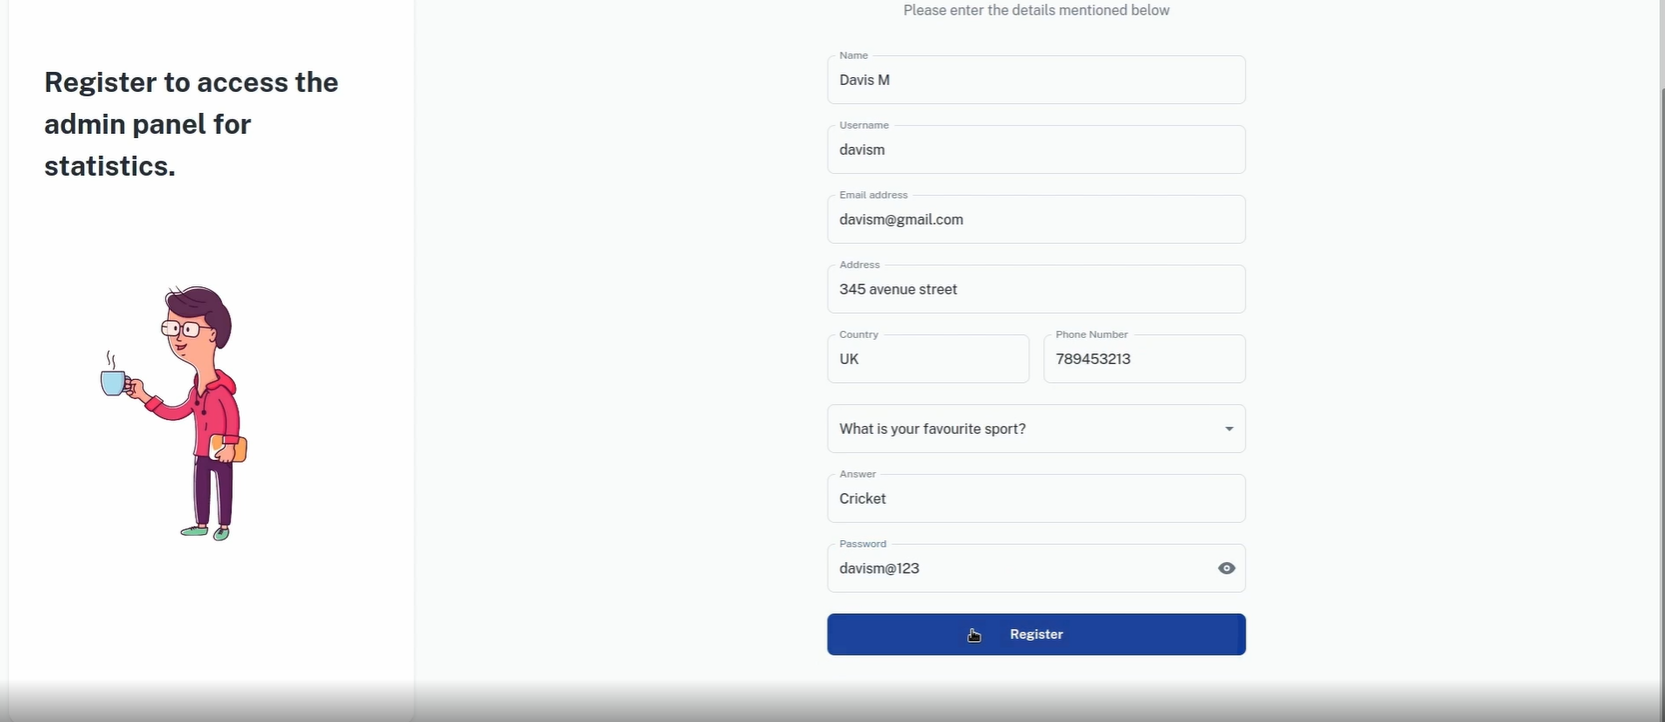 Register to access the
admin panel for
statistics.
Please enter the details mentioned below
Name
Davis M
Username
davism
Email address
davism@gmail.com
Address
345 avenue street
Country
UK
Phone Number
789453213
What is your favourite sport?
Answer
Cricket
Password
davism@123
Register